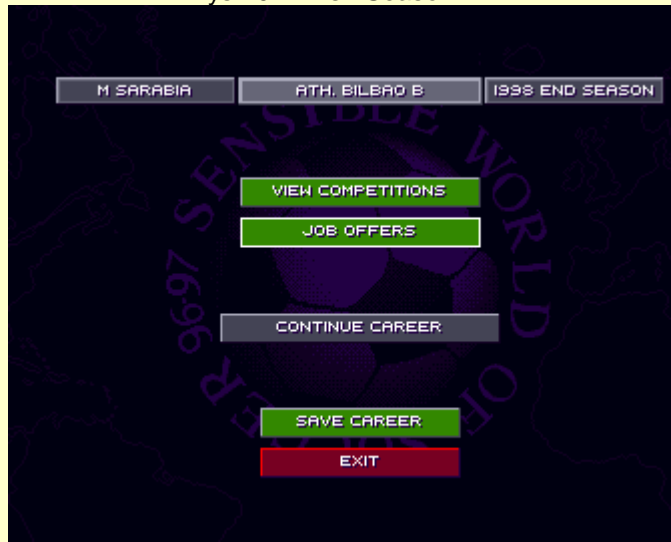 M SARABIA
ATH. BILBAO B
1998 END SEASON
SENSIBLE WORLD OF SOCCER 96-97
VIEW COMPETITIONS
JOB OFFERS
CONTINUE CAREER
SAVE CAREER
EXIT